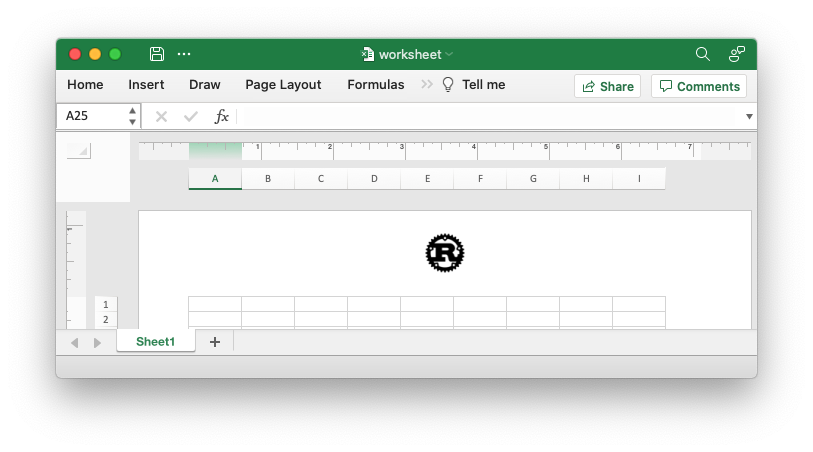 worksheet
Home Insert Draw Page Layout Formulas Tell me Share Comments
A25 fx
1 2 3 4 5 6 7
A B C D E F G H I
R
1
2
Sheet1 +